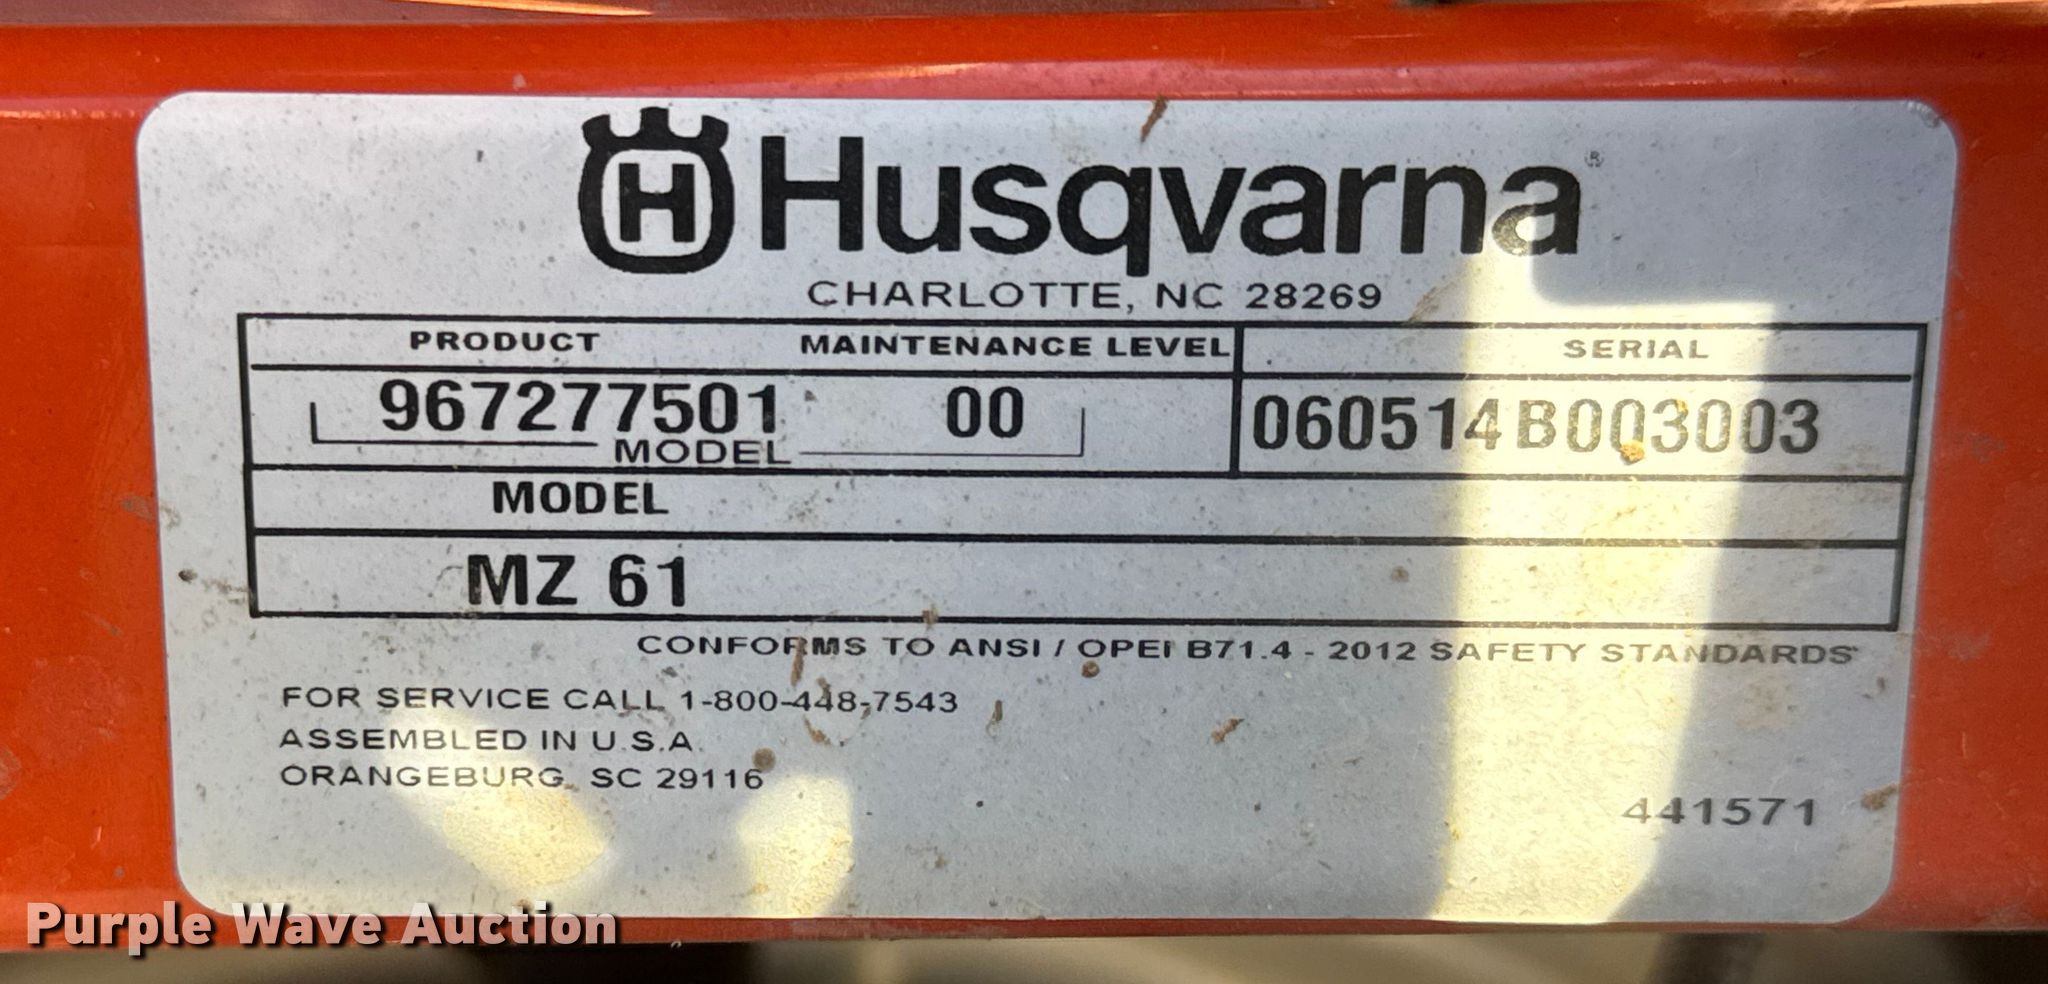 H Husqvarna®
CHARLOTTE, NC 28269
PRODUCT MAINTENANCE LEVEL SERIAL
967277501 00 060514B003003
MODEL
MODEL
MZ 61
CONFORMS TO ANSI / OPEI B71.4 - 2012 SAFETY STANDARDS
FOR SERVICE CALL 1-800-448-7543
ASSEMBLED IN U.S.A.
ORANGEBURG, SC 29116
441571
Purple Wave Auction